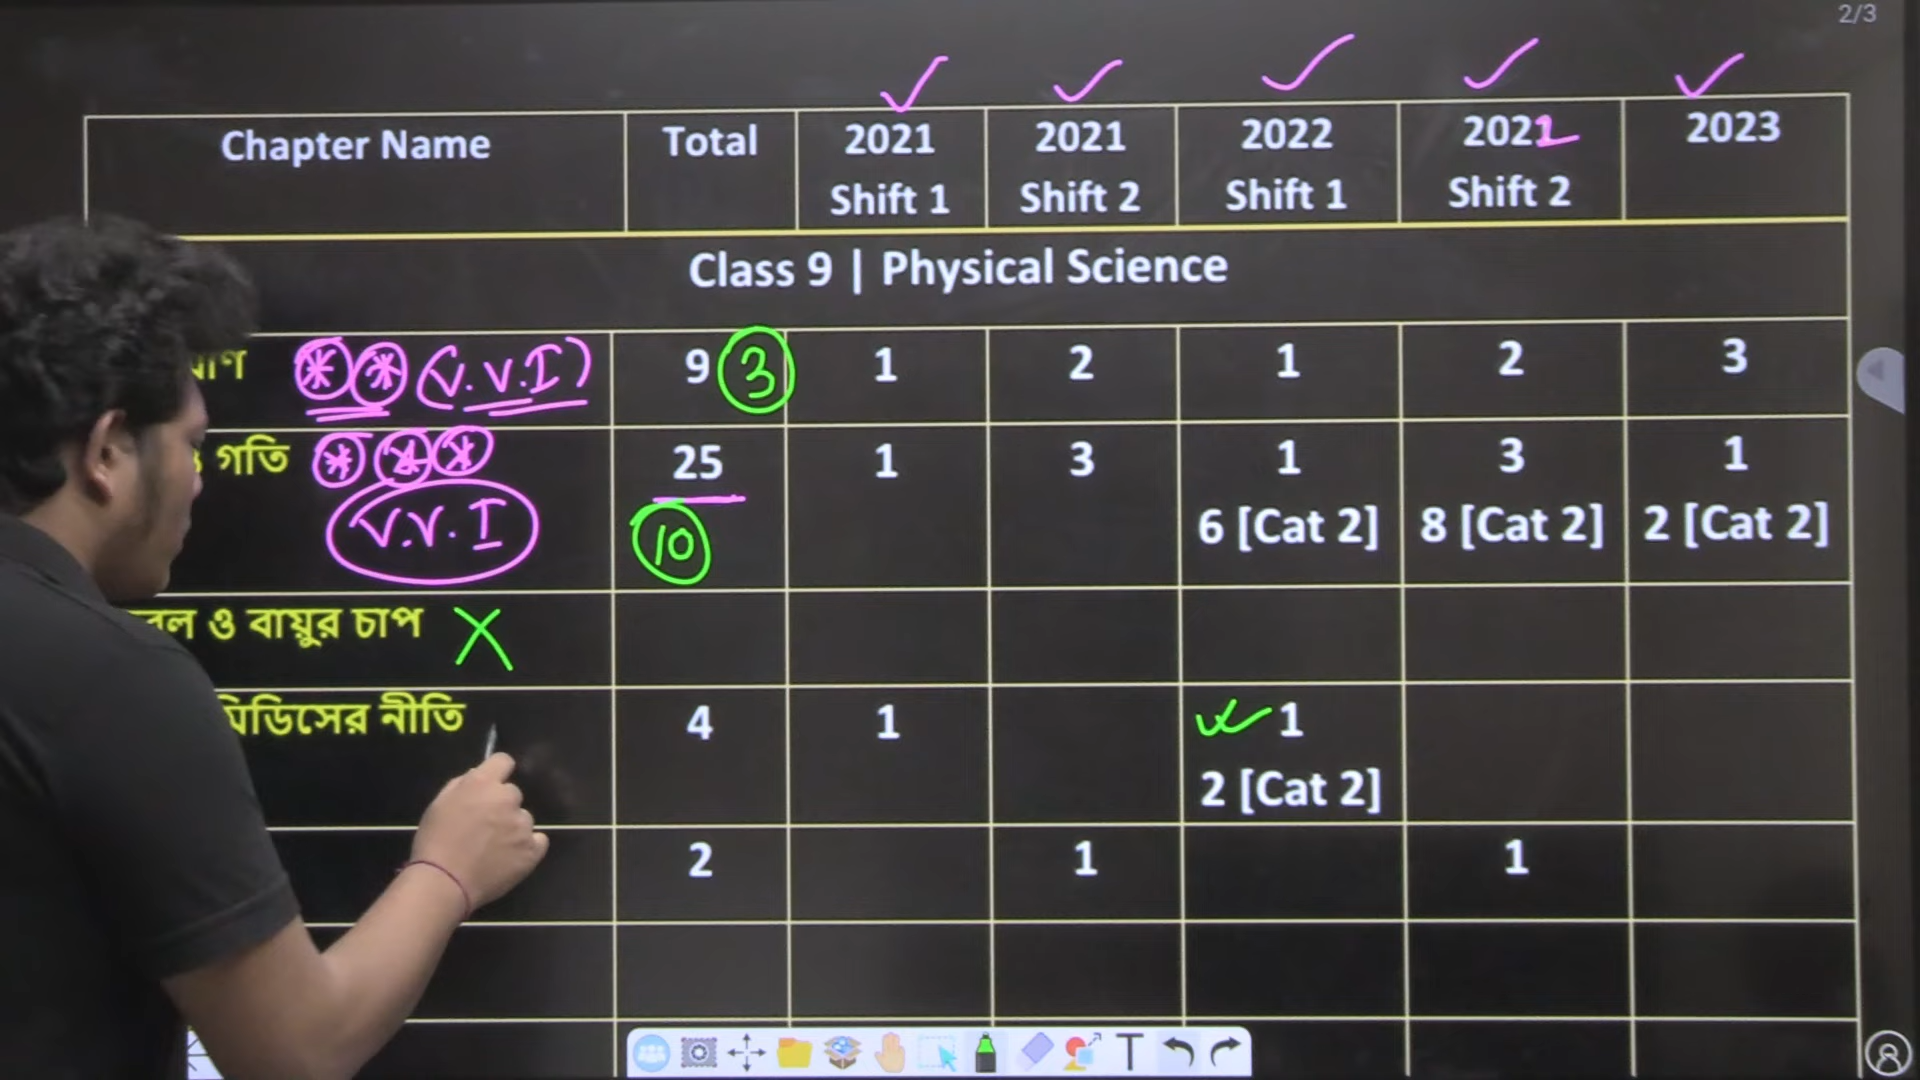 2/3
Chapter Name Total 2021 Shift 1 2021 Shift 2 2022 Shift 1 2022 Shift 2 2023
Class 9 | Physical Science
(V.V.I) 9 3 1 2 1 2 3
গতি 25 1 3 1 3 1
V.V.I 10 6 [Cat 2] 8 [Cat 2] 2 [Cat 2]
ও বায়ুর চাপ X
নীতি 4 1 1
2 [Cat 2]
2 1 1
T